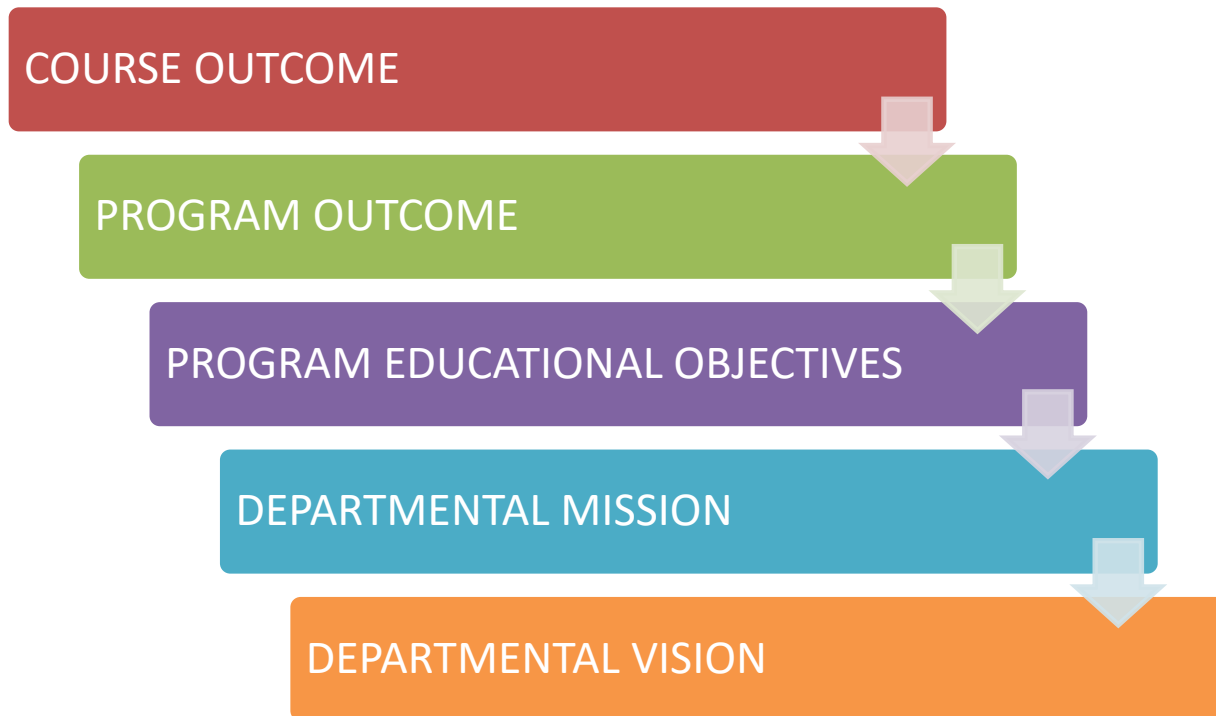 COURSE OUTCOME
PROGRAM OUTCOME
PROGRAM EDUCATIONAL OBJECTIVES
DEPARTMENTAL MISSION
DEPARTMENTAL VISION